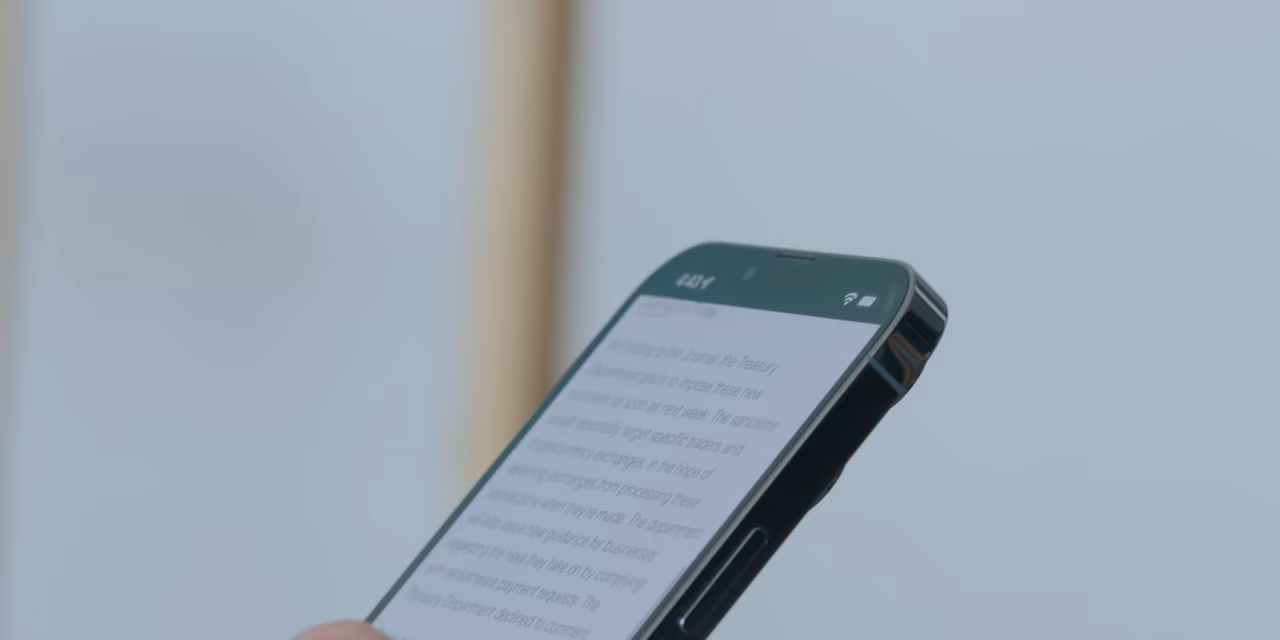 to the Journal, the Treasury
Department plans to impose these new
as soon as next week. The sanctions
would reportedly target specific traders and
cryptocurrency exchanges, in the hope of
exchanges from processing these
transactions when they're made. The department
will also issue new guidance for businesses
regarding the risks they take on by complying
with ransomware payment requests. The
Treasury Department declined to comment